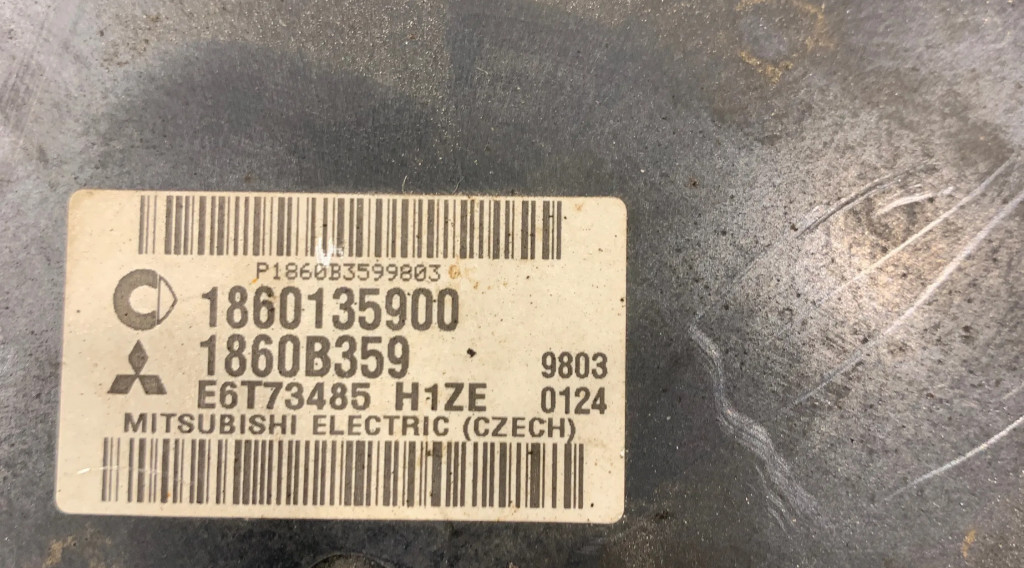 P1860B3599803
1860135900
1860B359 9803
E6T73485 H1ZE 0124
MITSUBISHI ELECTRIC (CZECH)